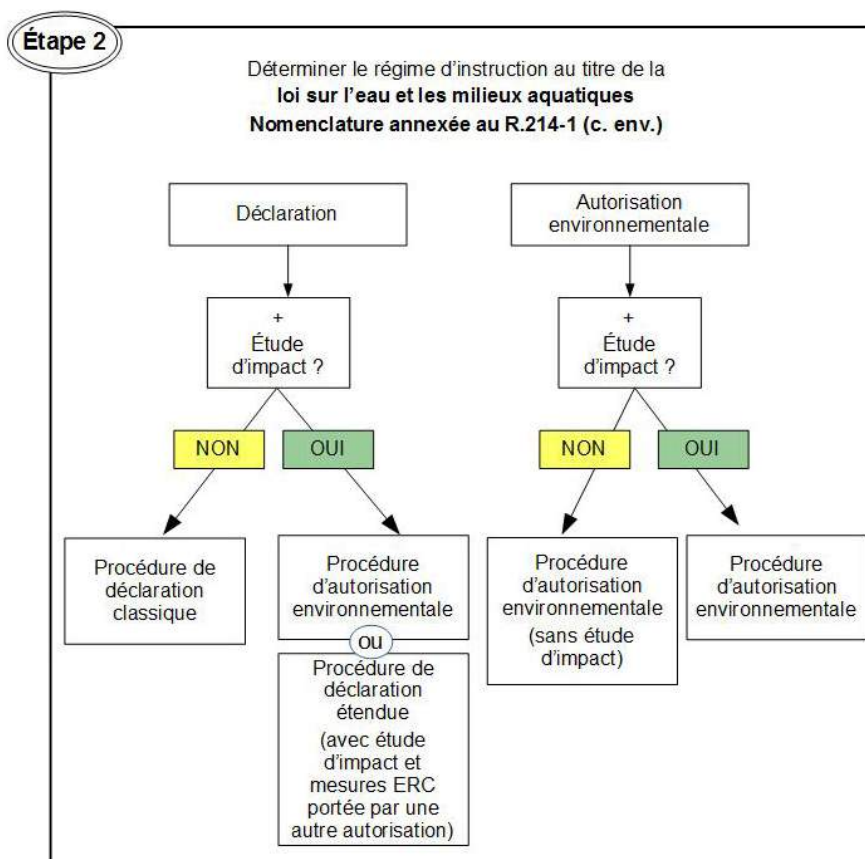 Étape 2
Déterminer le régime d'instruction au titre de la
loi sur l'eau et les milieux aquatiques
Nomenclature annexée au R.214-1 (c. env.)
Déclaration
Autorisation
environnementale
+
Étude
d'impact ?
+
Étude
d'impact ?
NON
OUI
NON
OUI
Procédure de
déclaration
classique
Procédure
d'autorisation
environnementale
ou
Procédure de
déclaration
étendue
(avec étude
d'impact et
mesures ERC
portée par une
autre autorisation)
Procédure
d'autorisation
environnementale
(sans étude
d'impact)
Procédure
d'autorisation
environnementale